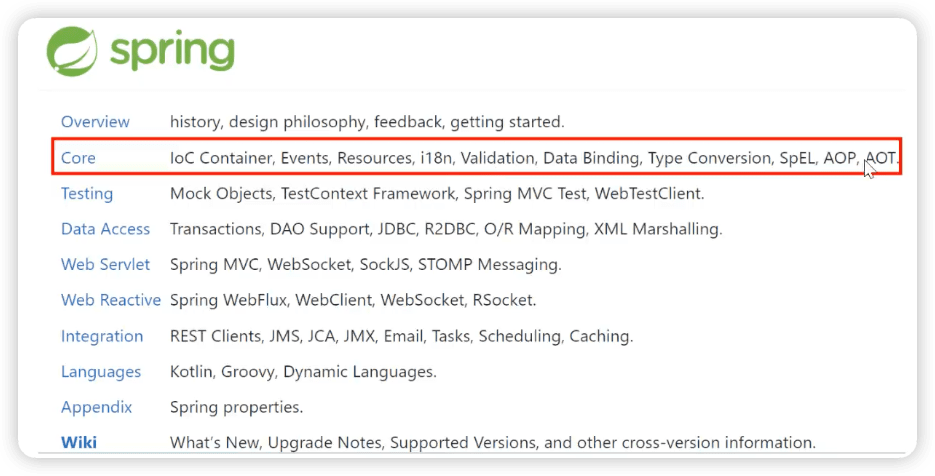 spring
Overview history, design philosophy, feedback, getting started.
Core IoC Container, Events, Resources, i18n, Validation, Data Binding, Type Conversion, SpEL, AOP, AOT.
Testing Mock Objects, TestContext Framework, Spring MVC Test, WebTestClient.
Data Access Transactions, DAO Support, JDBC, R2DBC, O/R Mapping, XML Marshalling.
Web Servlet Spring MVC, WebSocket, SockJS, STOMP Messaging.
Web Reactive Spring WebFlux, WebClient, WebSocket, RSocket.
Integration REST Clients, JMS, JCA, JMX, Email, Tasks, Scheduling, Caching.
Languages Kotlin, Groovy, Dynamic Languages.
Appendix Spring properties.
Wiki What's New, Upgrade Notes, Supported Versions, and other cross-version information.